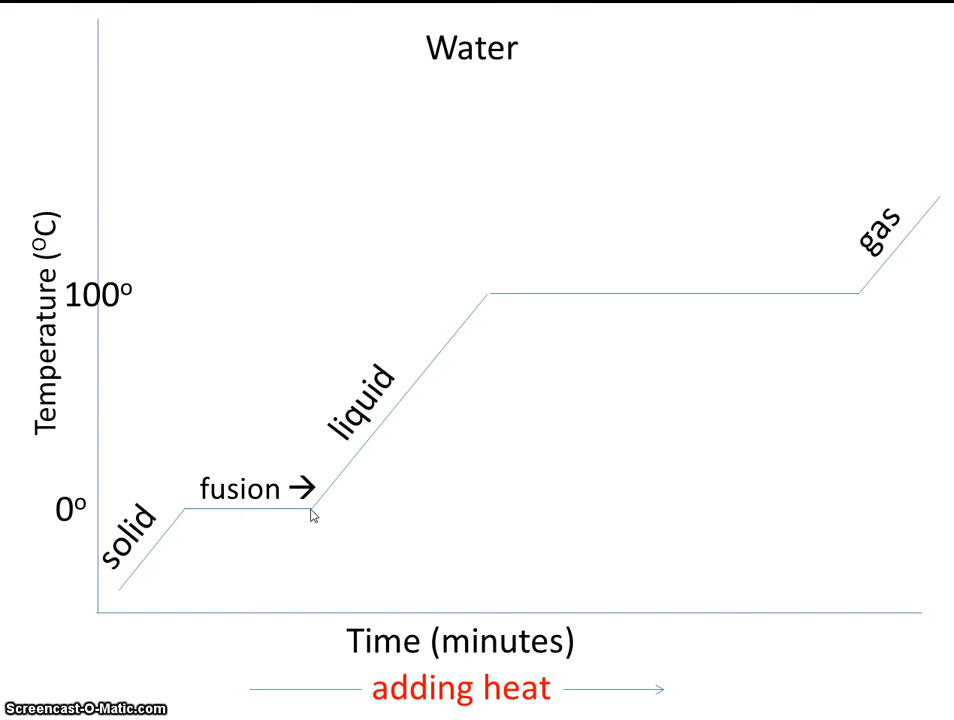 Water
Temperature (ºC)
100º
0º
solid
fusion →
liquid
gas
Time (minutes)
adding heat
Screencast-O-Matic.com